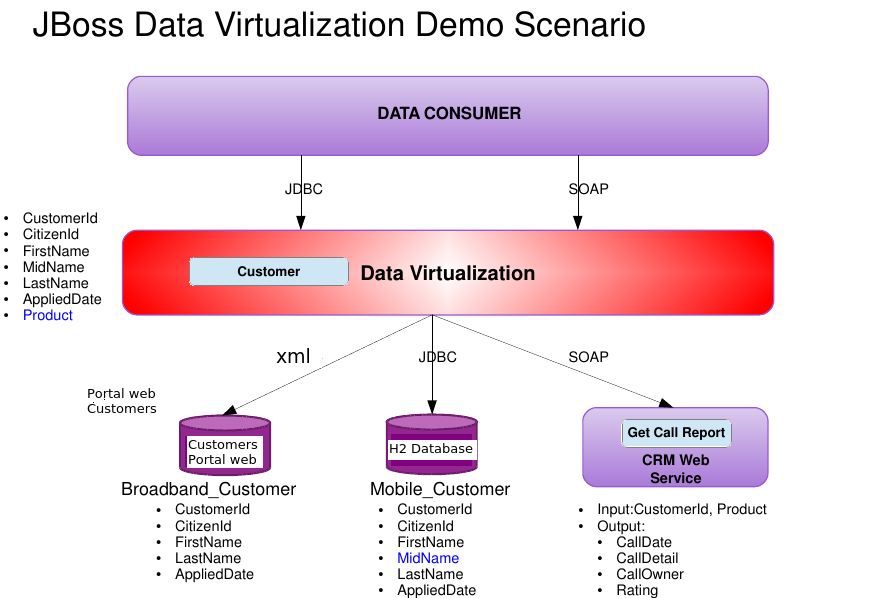 JBoss Data Virtualization Demo Scenario
DATA CONSUMER
JDBC
SOAP
• CustomerId
• CitizenId
• FirstName
• MidName
• LastName
• AppliedDate
• Product
Customer
Data Virtualization
xml
JDBC
SOAP
Portal web
Customers
Customers
Portal web
H2 Database
Get Call Report
CRM Web
Service
Broadband_Customer
• CustomerId
• CitizenId
• FirstName
• LastName
• AppliedDate
Mobile_Customer
• CustomerId
• CitizenId
• FirstName
• MidName
• LastName
• AppliedDate
• Input:CustomerId, Product
• Output:
• CallDate
• CallDetail
• CallOwner
• Rating